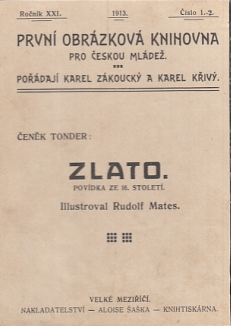 Ročník XXI. 1913. Číslo 1.-2.
PRVNÍ OBRÁZKOVÁ KNIHOVNA
PRO ČESKOU MLÁDEŽ.
POŘÁDAJÍ KAREL ZÁKOUCKÝ A KAREL KŘIVÝ.
ČENĚK TONDER:
ZLATO.
POVÍDKA ZE 16. STOLETÍ.
Illustroval Rudolf Mates.
VELKÉ MEZIŘÍČÍ.
NAKLADATELSTVÍ — ALOISE ŠAŠKA — KNIHTISKÁRNA.